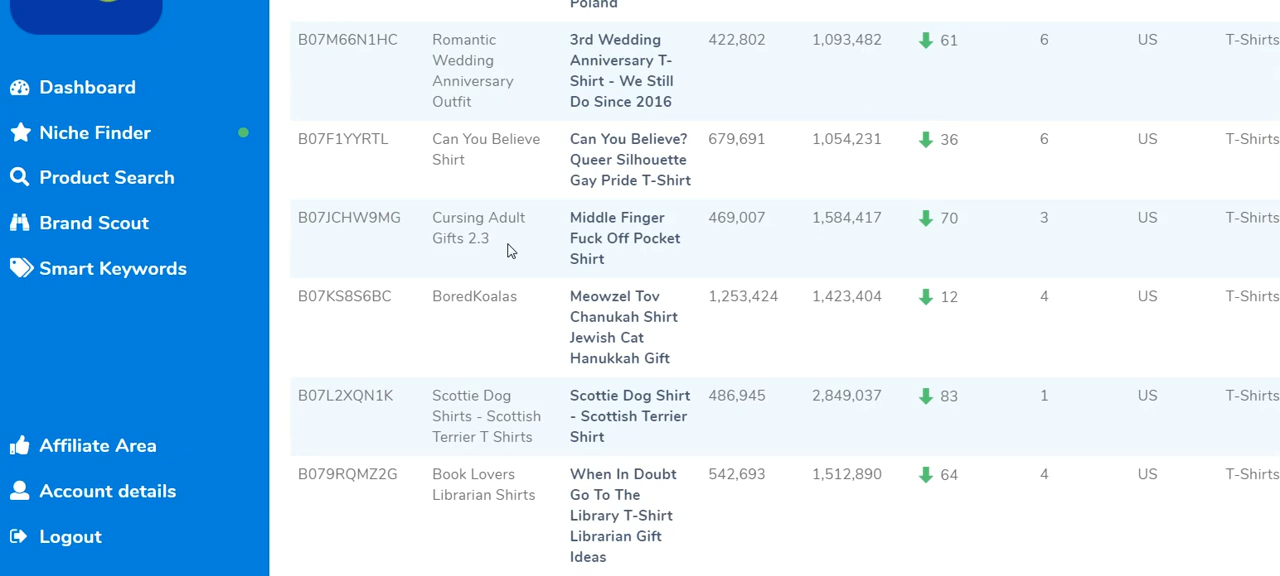 Poland
Dashboard
Niche Finder
Product Search
Brand Scout
Smart Keywords
Affiliate Area
Account details
Logout
B07M66N1HC Romantic 3rd Wedding 422,802 1,093,482 61 6 US T-Shirts
Wedding Anniversary T-
Anniversary Shirt - We Still
Outfit Do Since 2016
B07F1YYRTL Can You Believe Can You Believe? 679,691 1,054,231 36 6 US T-Shirts
Shirt Queer Silhouette
Gay Pride T-Shirt
B07JCHW9MG Cursing Adult Middle Finger 469,007 1,584,417 70 3 US T-Shirts
Gifts 2.3 Fuck Off Pocket
Shirt
B07KS8S6BC BoredKoalas Meowzel Tov 1,253,424 1,423,404 12 4 US T-Shirts
Chanukah Shirt
Jewish Cat
Hanukkah Gift
B07L2XQN1K Scottie Dog Scottie Dog Shirt 486,945 2,849,037 83 1 US T-Shirts
Shirts - Scottish - Scottish Terrier
Terrier T Shirts Shirt
B079RQMZ2G Book Lovers When In Doubt 542,693 1,512,890 64 4 US T-Shirts
Librarian Shirts Go To The
Library T-Shirt
Librarian Gift
Ideas